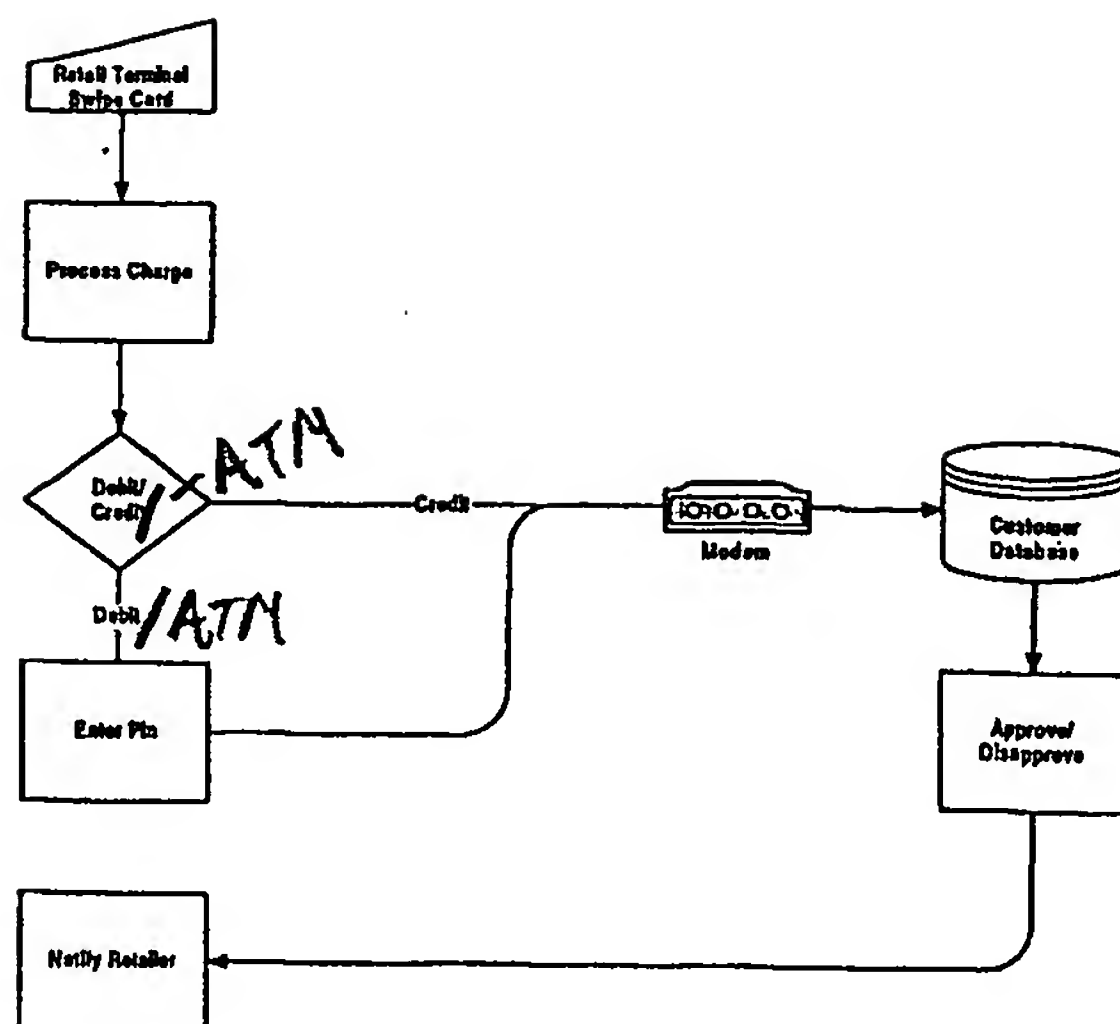 Retail Terminal
Swipe Card
Process Charge
Debit/
Credit / - ATM
Credit
Modem
Customer
Database
Debit /ATM
Enter Pin
Approve/
Disapprove
Notify Retailer